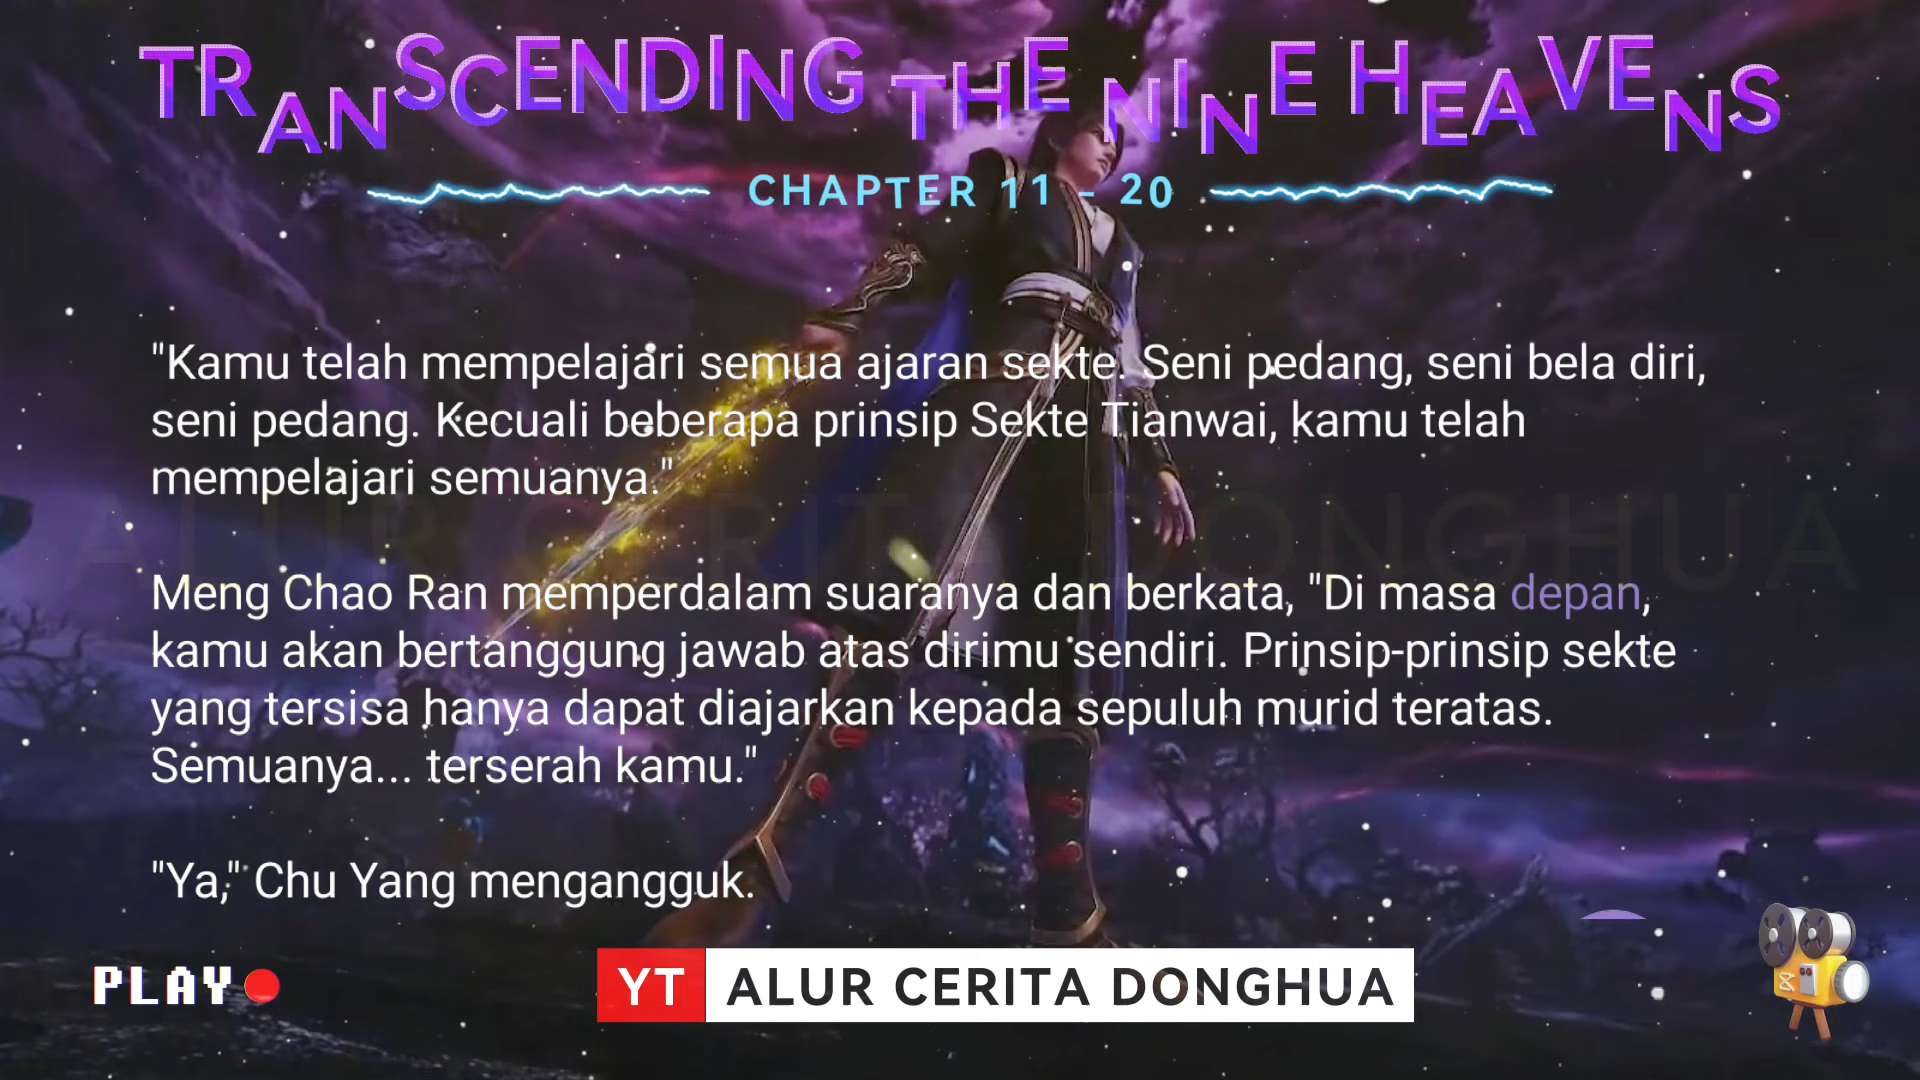 TRANSCENDING THE NINE HEAVENS
CHAPTER 11 - 20
"Kamu telah mempelajari semua ajaran sekte. Seni pedang, seni bela diri,
seni pedang. Kecuali beberapa prinsip Sekte Tianwai, kamu telah
mempelajari semuanya."
ALUR CERITA DONGHUA
Meng Chao Ran memperdalam suaranya dan berkata, "Di masa depan,
kamu akan bertanggung jawab atas dirimu sendiri. Prinsip-prinsip sekte
yang tersisa hanya dapat diajarkan kepada sepuluh murid teratas.
Semuanya... terserah kamu."
"Ya," Chu Yang mengangguk.
PLAY
YT ALUR CERITA DONGHUA